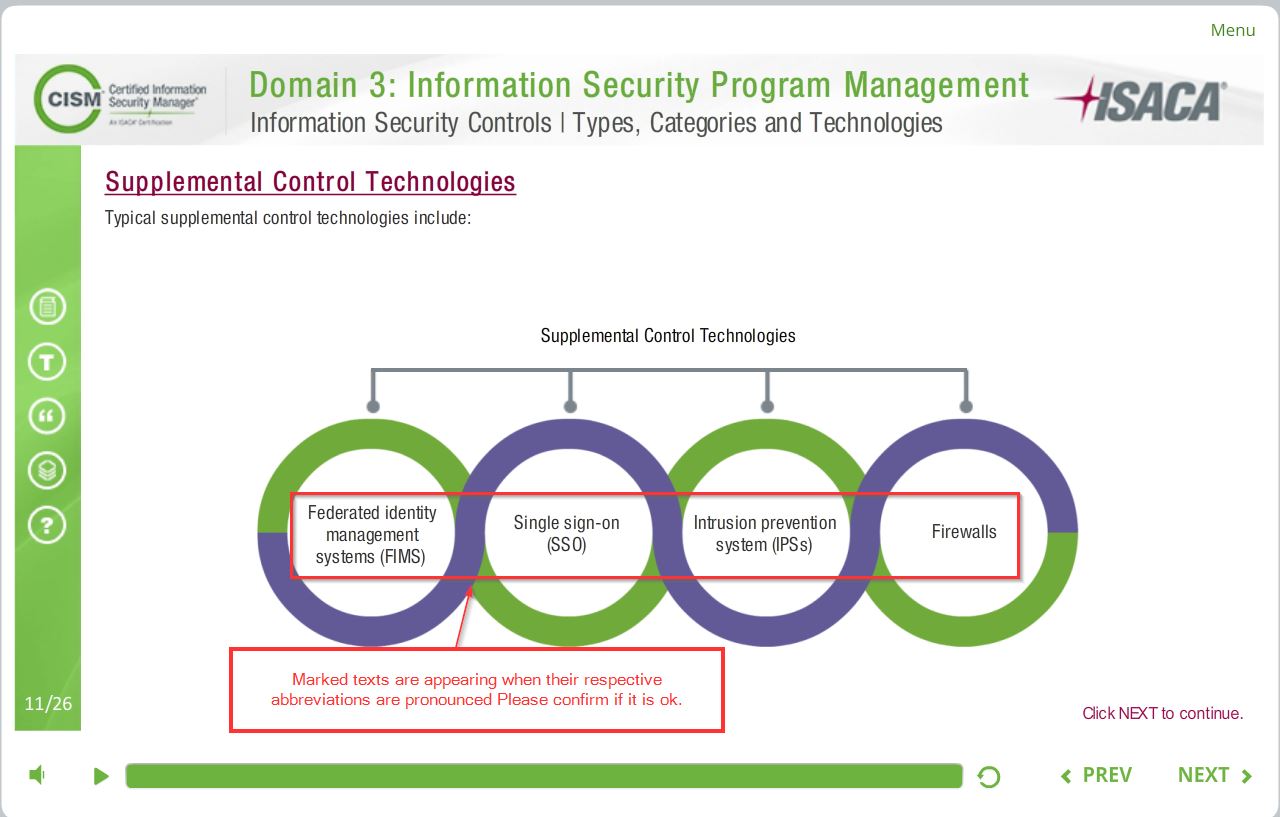 Menu
CISM
Certified Information
Security Manager®
An ISACA® Certification
Domain 3: Information Security Program Management
Information Security Controls | Types, Categories and Technologies
ISACA®
Supplemental Control Technologies
Typical supplemental control technologies include:
Supplemental Control Technologies
Federated identity
management
systems (FIMS)
Single sign-on
(SSO)
Intrusion prevention
system (IPSs)
Firewalls
T
“
?
Marked texts are appearing when their respective
abbreviations are pronounced Please confirm if it is ok.
11/26
Click NEXT to continue.
PREV
NEXT